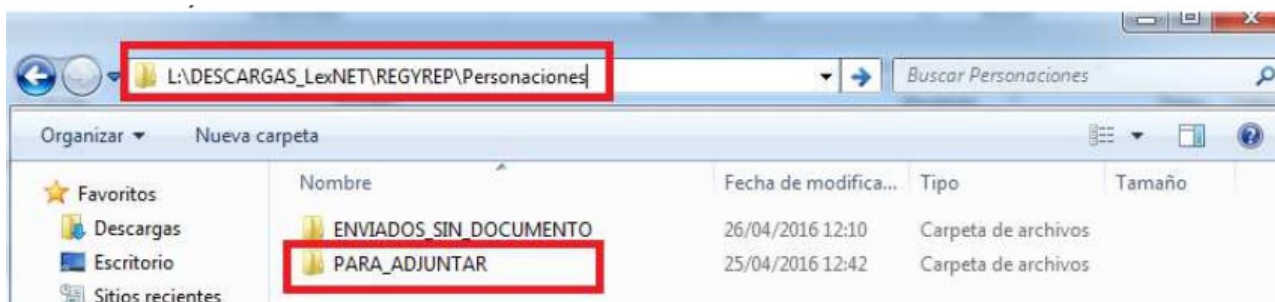 L:\DESCARGAS_LexNET\REGYREP\Personaciones
Buscar Personaciones
Organizar Nueva carpeta
Nombre Fecha de modifica... Tipo Tamaño
Favoritos
Descargas
Escritorio
Sitios recientes
ENVIADOS_SIN_DOCUMENTO 26/04/2016 12:10 Carpeta de archivos
PARA_ADJUNTAR 25/04/2016 12:42 Carpeta de archivos